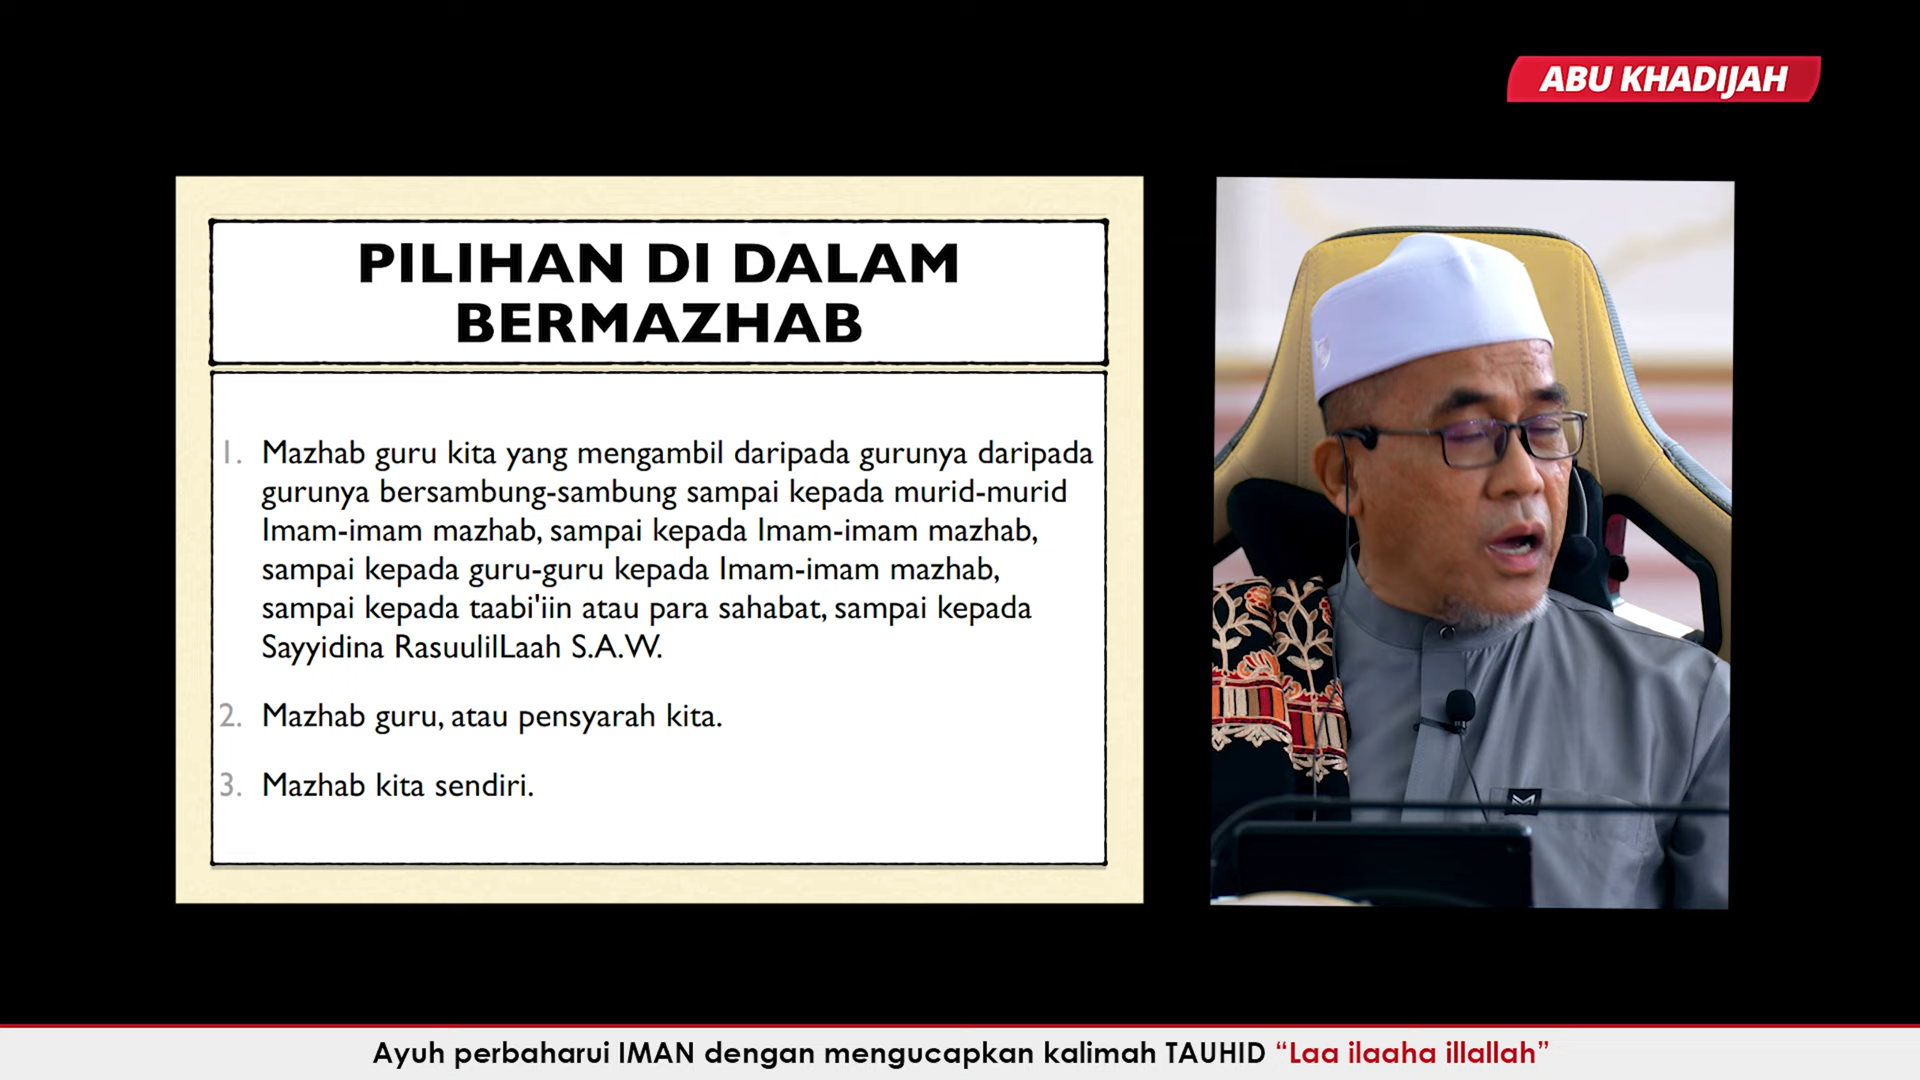 ABU KHADIJAH
PILIHAN DI DALAM
BERMAZHAB
1. Mazhab guru kita yang mengambil daripada gurunya daripada
gurunya bersambung-sambung sampai kepada murid-murid
Imam-imam mazhab, sampai kepada Imam-imam mazhab,
sampai kepada guru-guru kepada Imam-imam mazhab,
sampai kepada taabi'iin atau para sahabat, sampai kepada
Sayyidina RasuulilLaah S.A.W.
2. Mazhab guru, atau pensyarah kita.
3. Mazhab kita sendiri.
Ayuh perbaharui IMAN dengan mengucapkan kalimah TAUHID “Laa ilaaha illallah”